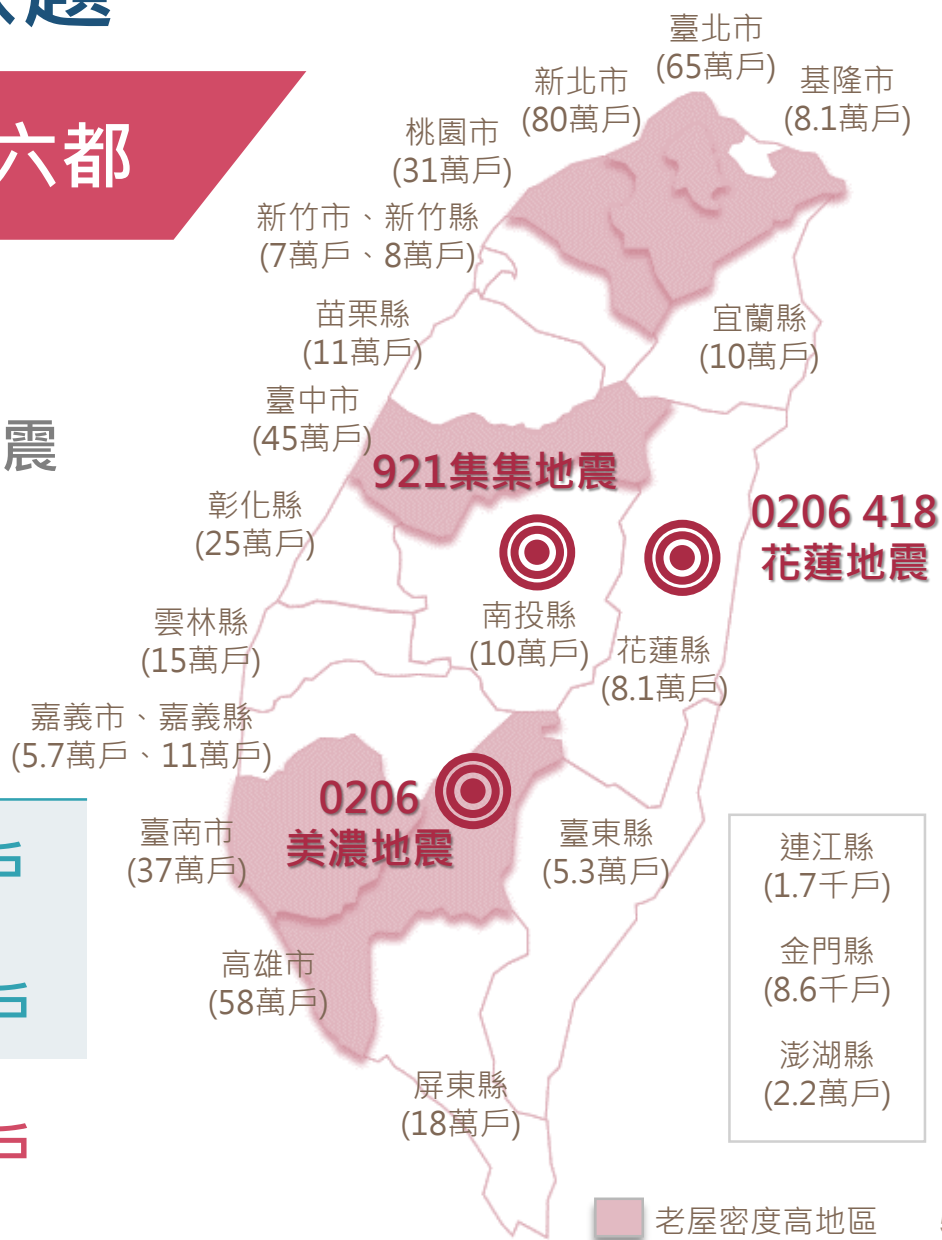 題
六都
震
臺北市
(65萬戶)
新北市
(80萬戶)
基隆市
(8.1萬戶)
桃園市
(31萬戶)
新竹市、新竹縣
(7萬戶、8萬戶)
苗栗縣
(11萬戶)
宜蘭縣
(10萬戶)
臺中市
(45萬戶)
921集集地震
彰化縣
(25萬戶)
0206 418
花蓮地震
南投縣
(10萬戶)
花蓮縣
(8.1萬戶)
雲林縣
(15萬戶)
嘉義市、嘉義縣
(5.7萬戶、11萬戶)
0206
美濃地震
臺南市
(37萬戶)
臺東縣
(5.3萬戶)
高雄市
(58萬戶)
屏東縣
(18萬戶)
戶
戶
戶
連江縣
(1.7千戶)
金門縣
(8.6千戶)
澎湖縣
(2.2萬戶)
老屋密度高地區